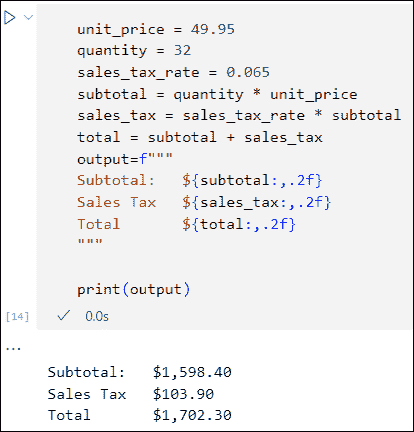 unit_price = 49.95
quantity = 32
sales_tax_rate = 0.065
subtotal = quantity * unit_price
sales_tax = sales_tax_rate * subtotal
total = subtotal + sales_tax
output=f"""
Subtotal:   ${subtotal:,.2f}
Sales Tax   ${sales_tax:,.2f}
Total       ${total:,.2f}
"""
print(output)
[14] ✓ 0.0s
...
Subtotal:   $1,598.40
Sales Tax   $103.90
Total       $1,702.30